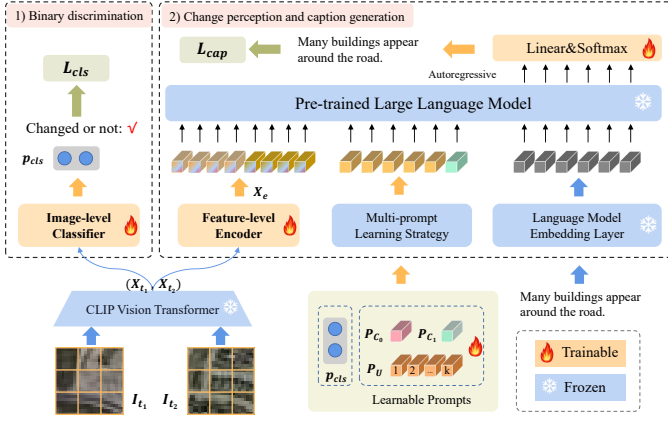 1) Binary discrimination
2) Change perception and caption generation
L_cls
L_cap
Many buildings appear
around the road.
Linear&Softmax
Autoregressive
Pre-trained Large Language Model
Changed or not: √
p_cls
X_e
Image-level
Classifier
Feature-level
Encoder
Multi-prompt
Learning Strategy
Language Model
Embedding Layer
(X_t1 X_t2)
CLIP Vision Transformer
Many buildings appear
around the road.
P_C0
P_C1
P_U
1 2 ... k
p_cls
Learnable Prompts
I_t1
I_t2
Trainable
Frozen